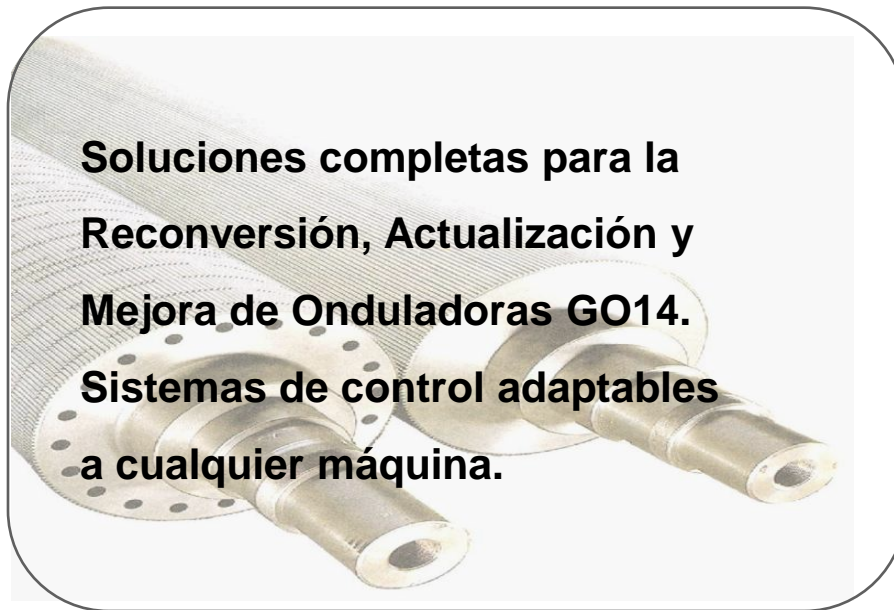 Soluciones completas para la
Reconversión, Actualización y
Mejora de Onduladoras GO14.
Sistemas de control adaptables
a cualquier máquina.